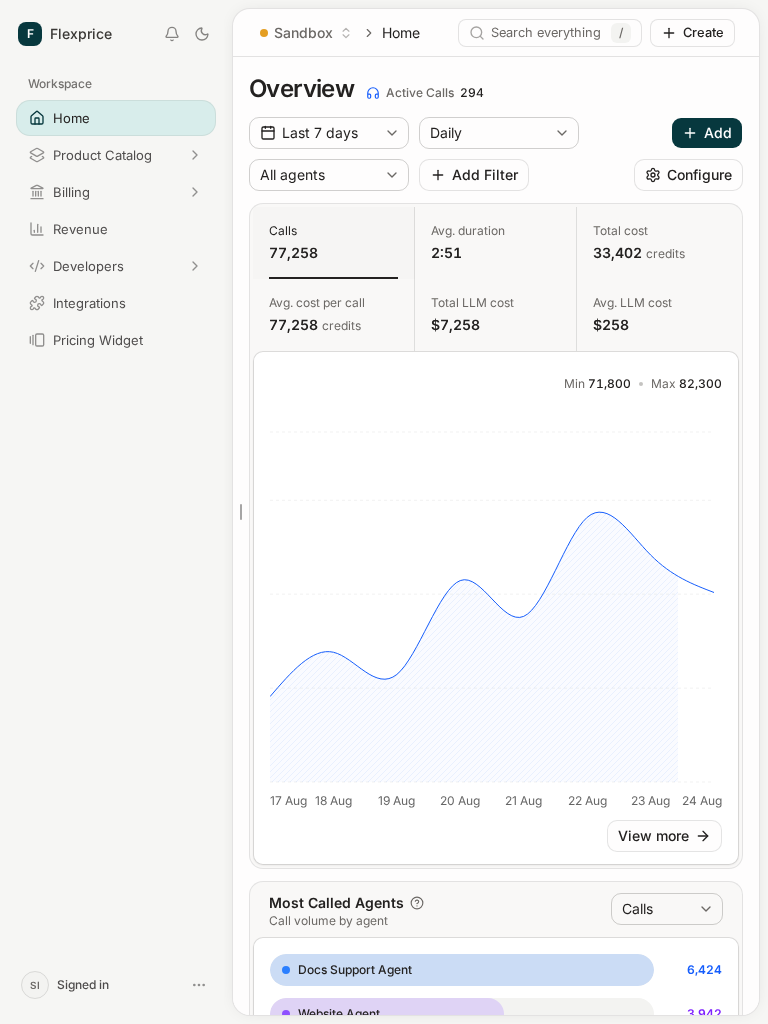 F Flexprice
Workspace
Home
Product Catalog
Billing
Revenue
Developers
Integrations
Pricing Widget
SI Signed in
Sandbox Home
Search everything /
Create
Overview
Active Calls 294
Last 7 days
Daily
Add
All agents
Add Filter
Configure
Calls
77,258
Avg. duration
2:51
Total cost
33,402 credits
Avg. cost per call
77,258 credits
Total LLM cost
$7,258
Avg. LLM cost
$258
Min 71,800 • Max 82,300
17 Aug 18 Aug 19 Aug 20 Aug 21 Aug 22 Aug 23 Aug 24 Aug
View more
Most Called Agents
Call volume by agent
Calls
Docs Support Agent 6,424
Website Agent 3,942